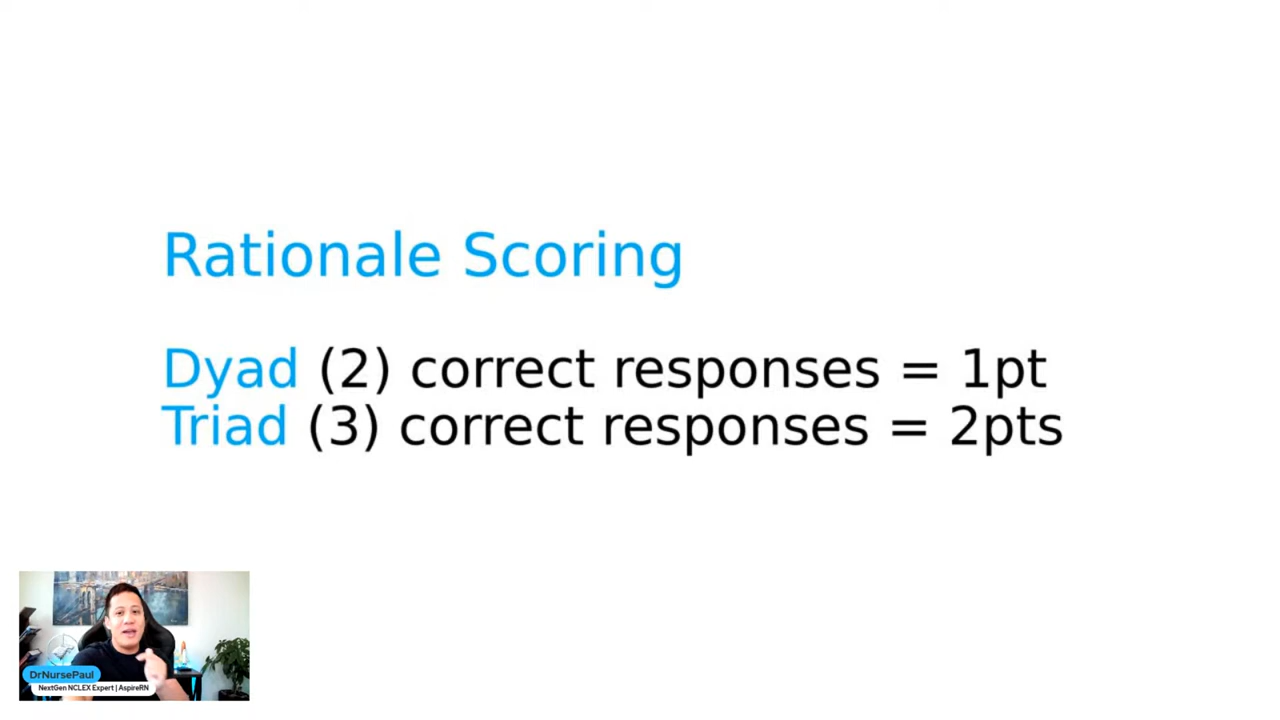 Rationale Scoring
Dyad (2) correct responses = 1pt
Triad (3) correct responses = 2pts
DrNursePaul
NextGen NCLEX Expert | AspireRN